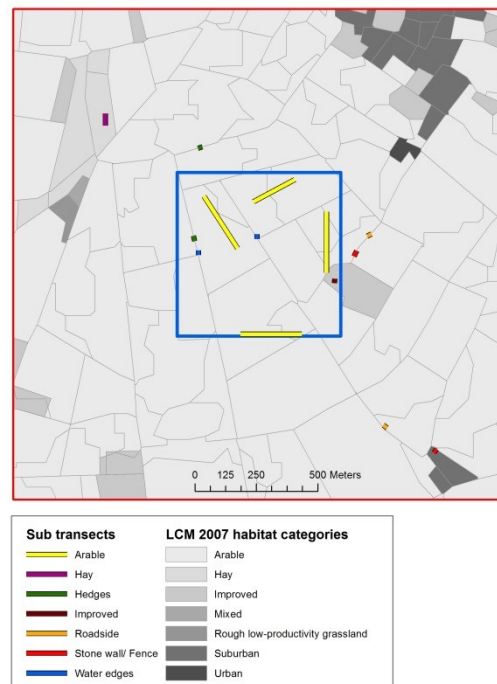 0 125 250 500 Meters
Sub transects LCM 2007 habitat categories
Arable Arable
Hay Hay
Hedges Improved
Improved Mixed
Roadside Rough low-productivity grassland
Stone wall/ Fence Suburban
Water edges Urban